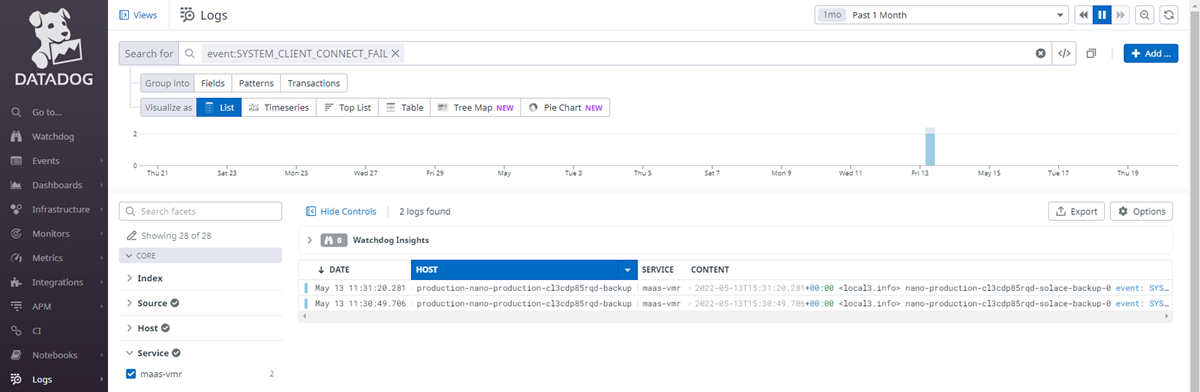 DATADOG
Go to...
Watchdog
Events
Dashboards
Infrastructure
Monitors
Metrics
Integrations
APM
CI
Notebooks
Logs
Views
Logs
1mo Past 1 Month
Search for event:SYSTEM_CLIENT_CONNECT_FAIL
</>
Add ...
Group into Fields Patterns Transactions
Visualize as List Timeseries Top List Table Tree Map NEW Pie Chart NEW
2
0
Thu 21 Sat 23 Mon 25 Wed 27 Fri 29 May Tue 3 Thu 5 Sat 7 Mon 9 Wed 11 Fri 13 May 15 Tue 17 Thu 19
Search facets
Showing 28 of 28
CORE
Index
Source
Host
Service
maas-vmr 2
Hide Controls 2 logs found Export Options
0 Watchdog Insights
DATE HOST SERVICE CONTENT
May 13 11:31:20.281 production-nano-production-cl3cdp85rqd-backup maas-vmr > 2022-05-13T15:31:20.281+00:00 <local3.info> nano-production-cl3cdp85rqd-solace-backup-0 event: SYS...
May 13 11:30:49.706 production-nano-production-cl3cdp85rqd-backup maas-vmr > 2022-05-13T15:30:49.706+00:00 <local3.info> nano-production-cl3cdp85rqd-solace-backup-0 event: SYS...